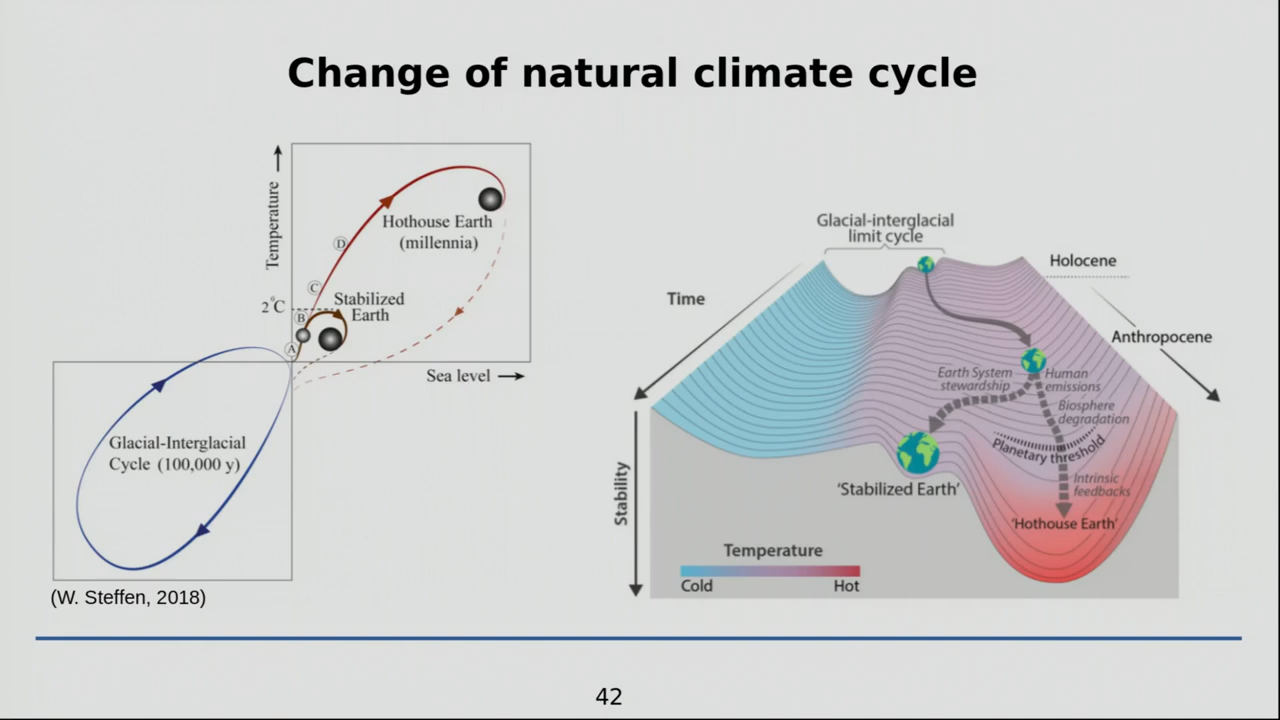 Change of natural climate cycle
Temperature
Hothouse Earth
(millennia)
D
C
2°C
Stabilized
Earth
B
A
Sea level
Glacial-Interglacial
Cycle (100,000 y)
(W. Steffen, 2018)
Glacial-interglacial
limit cycle
Holocene
Time
Anthropocene
Earth System
stewardship
Human
emissions
Biosphere
degradation
Planetary threshold
Intrinsic
feedbacks
'Stabilized Earth'
'Hothouse Earth'
Stability
Temperature
Cold
Hot
42